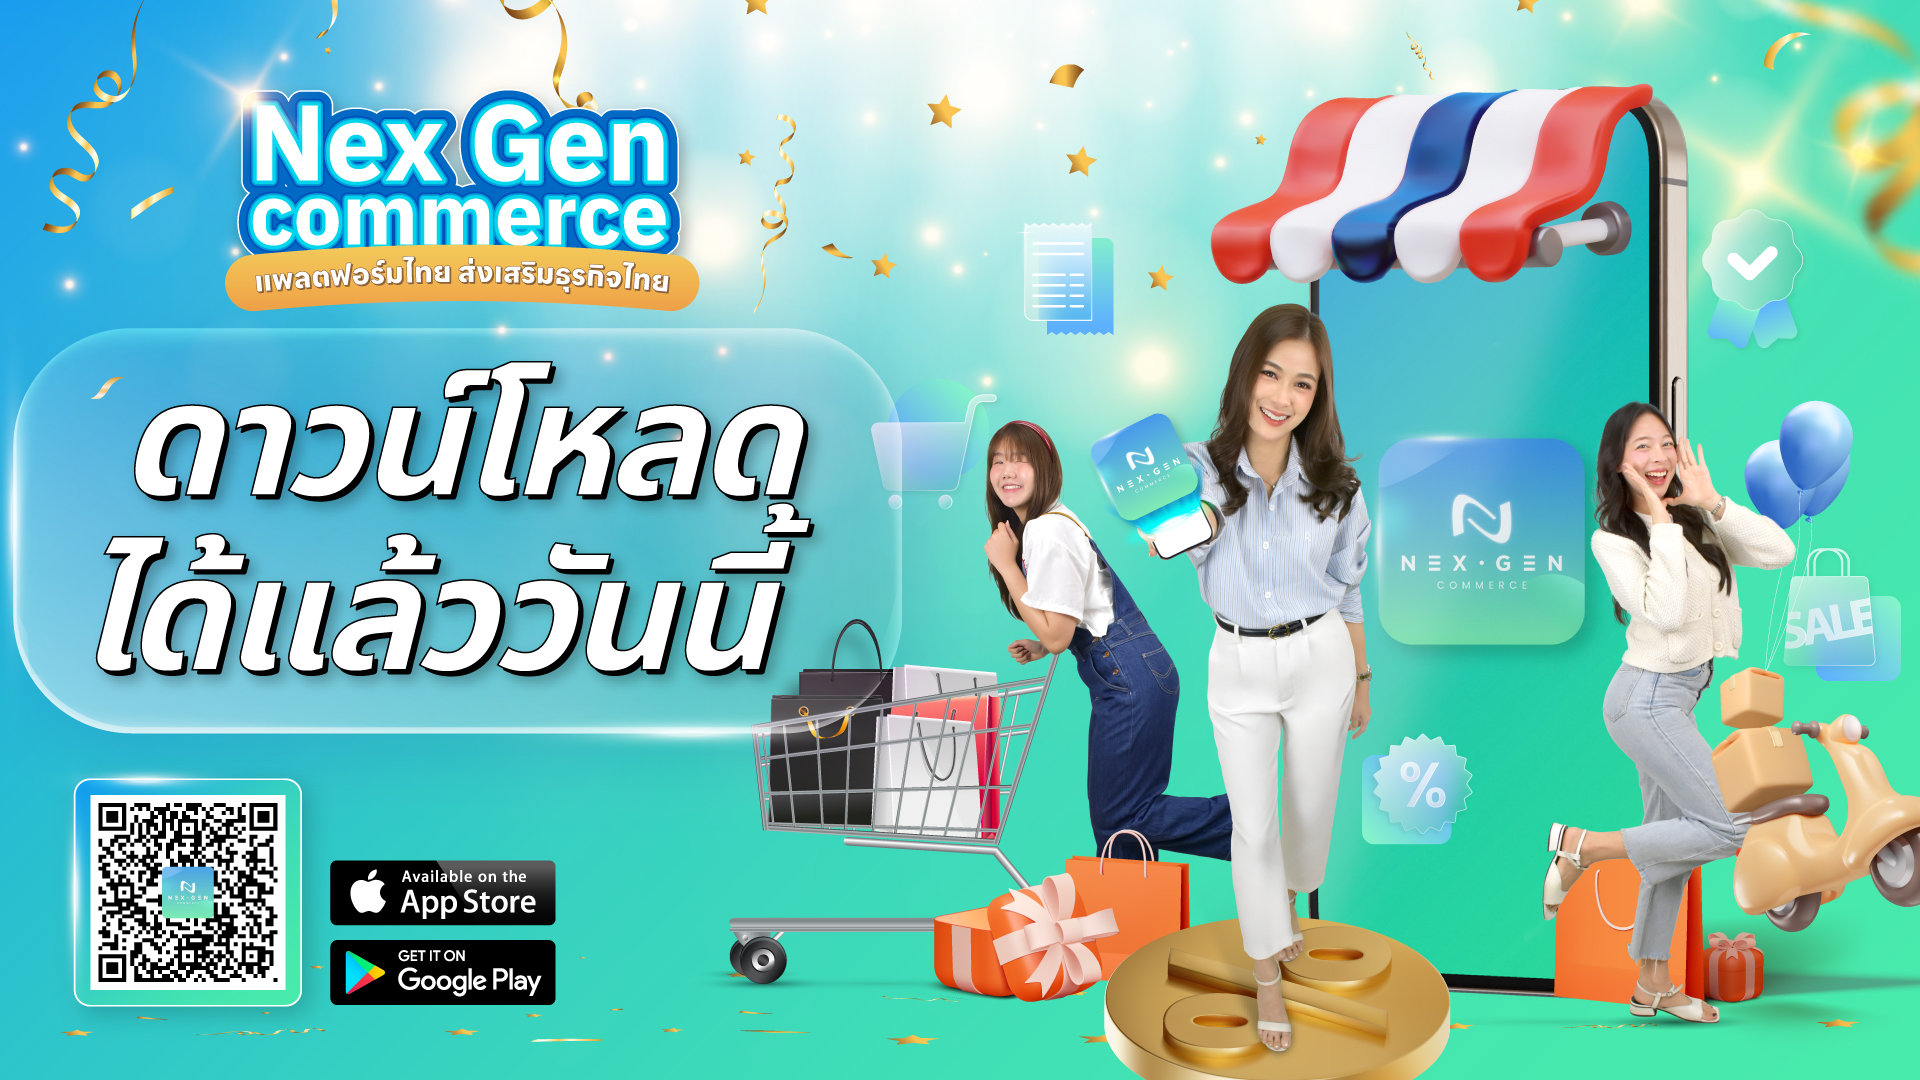 Nex Gen
commerce
แพลตฟอร์มไทย ส่งเสริมธุรกิจไทย
ดาวน์โหลด
ได้แล้ววันนี้
NEX·GEN
COMMERCE
NEX·GEN
COMMERCE
SALE
%
NEX·GEN
Available on the
App Store
GET IT ON
Google Play